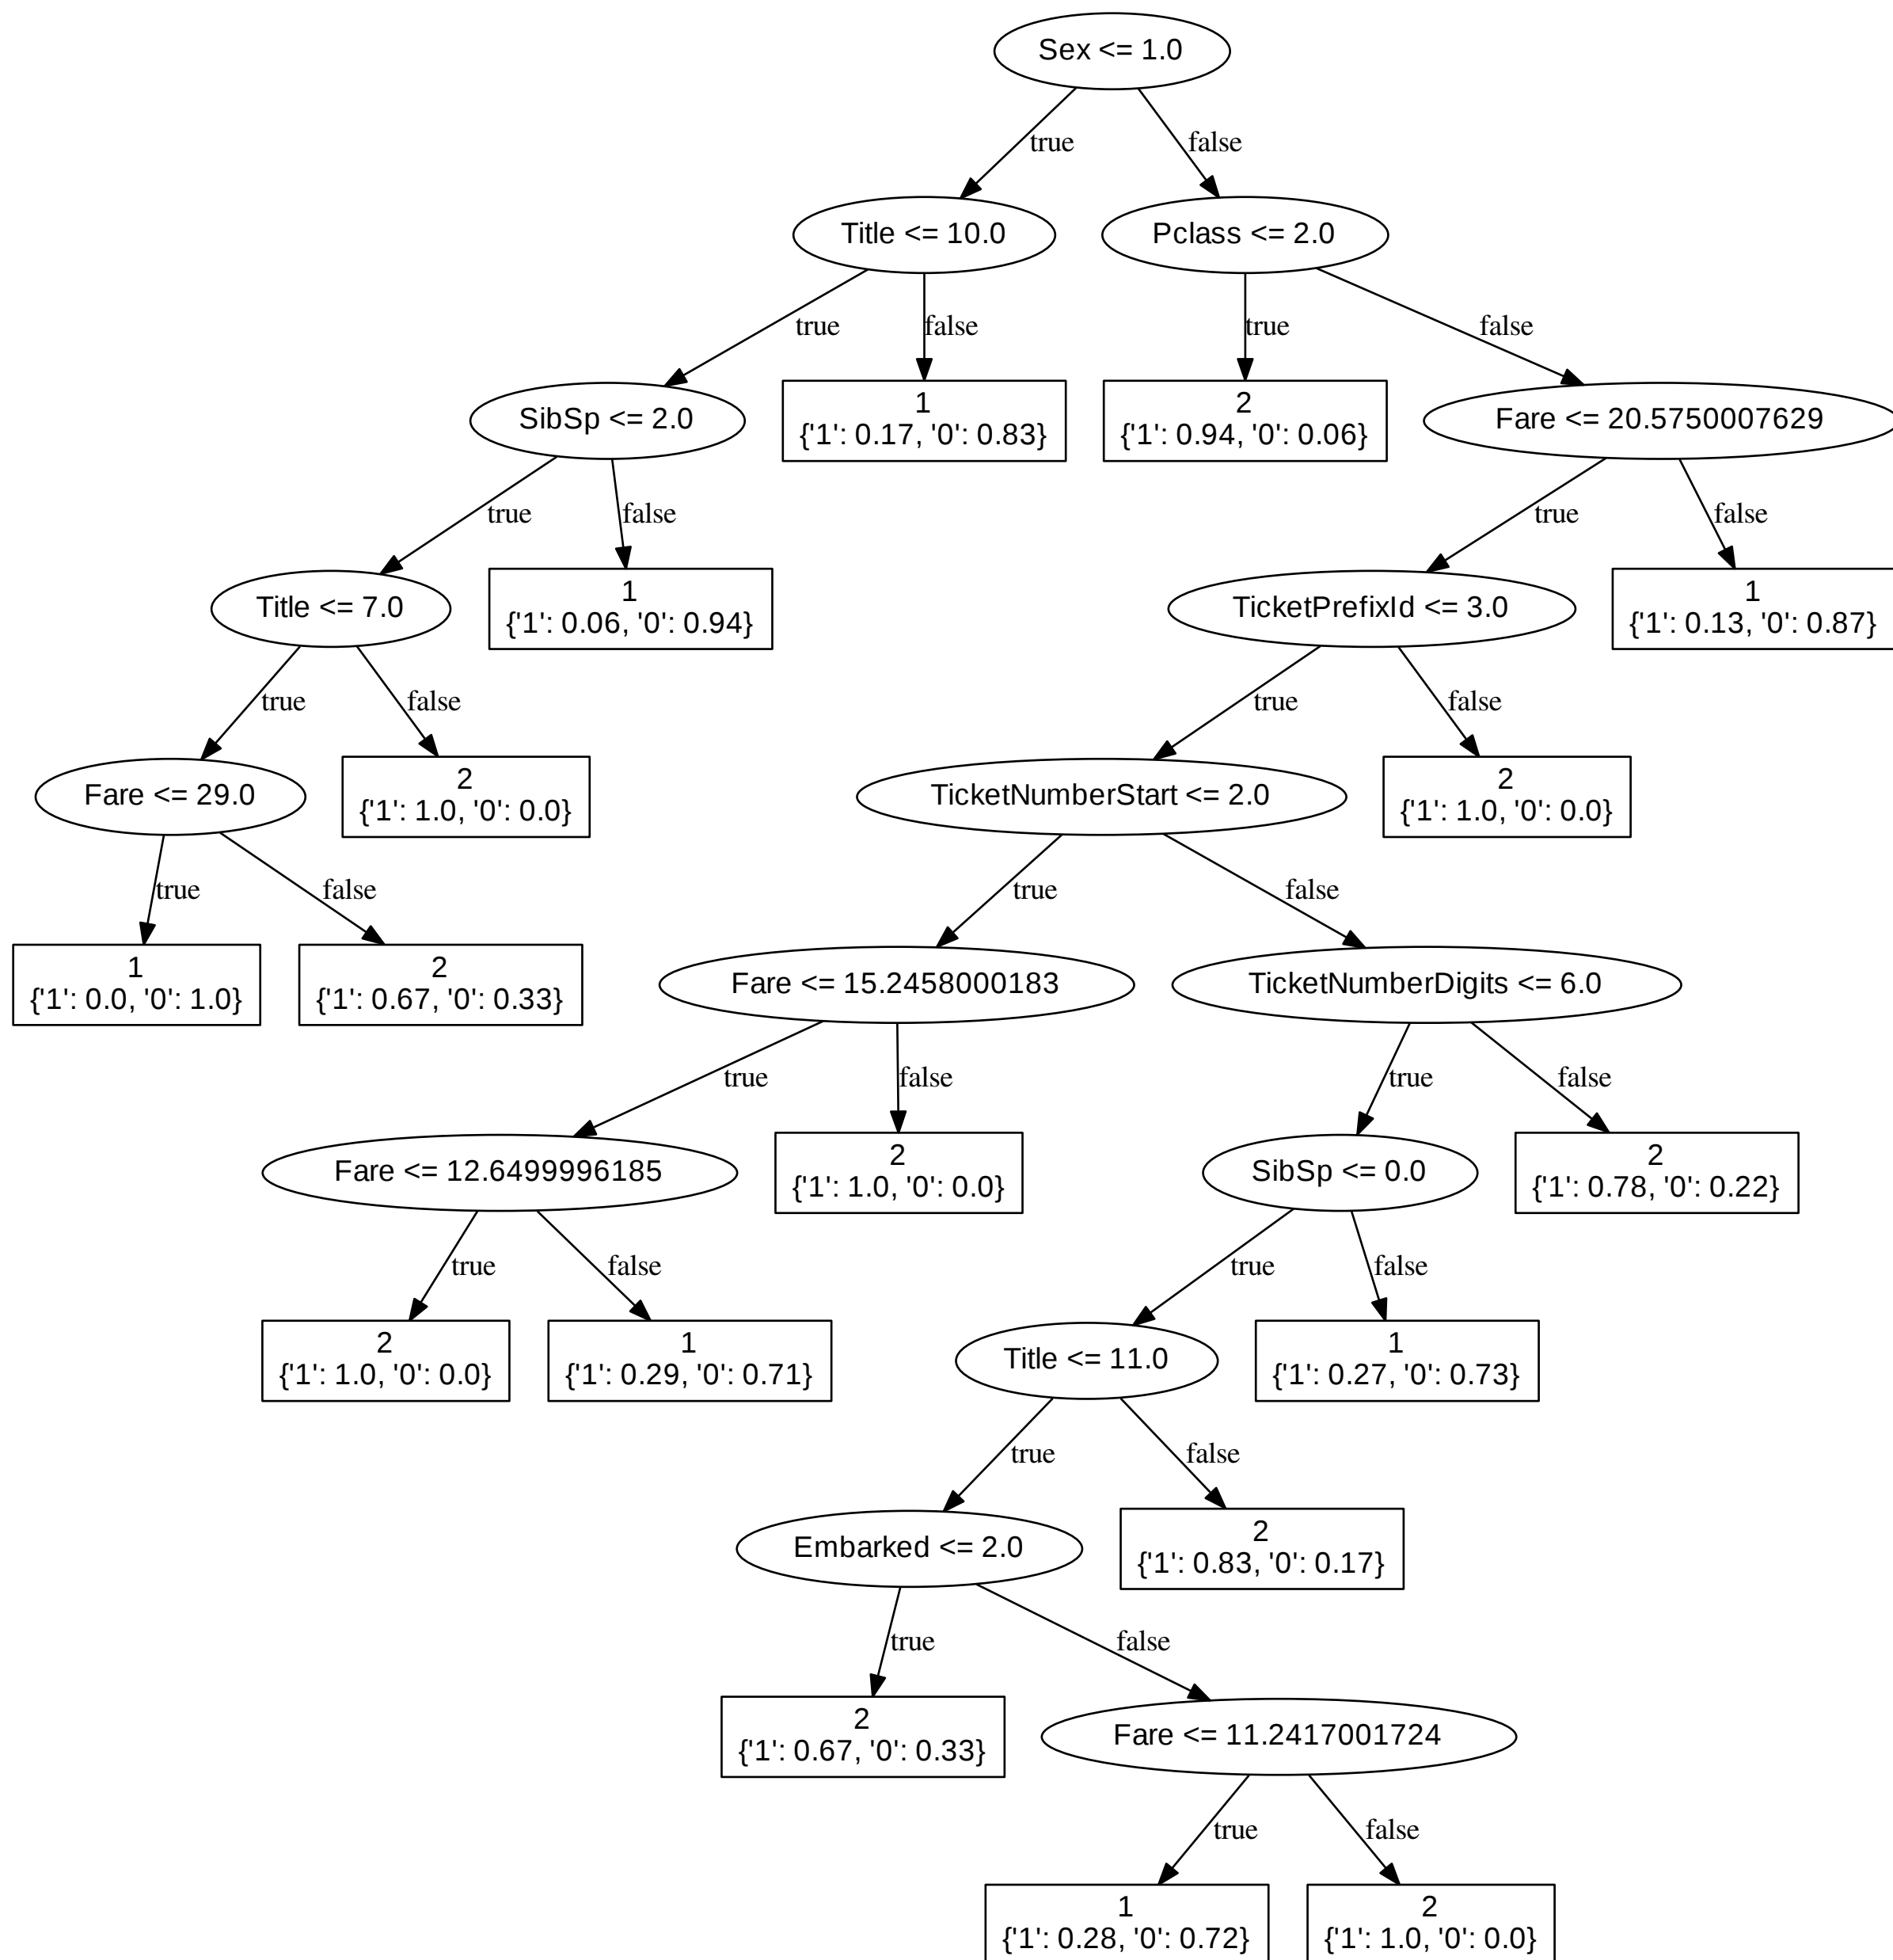 Sex <= 1.0
true
false
Title <= 10.0
Pclass <= 2.0
true
false
true
false
SibSp <= 2.0
1
{'1': 0.17, '0': 0.83}
2
{'1': 0.94, '0': 0.06}
Fare <= 20.5750007629
true
false
true
false
Title <= 7.0
1
{'1': 0.06, '0': 0.94}
TicketPrefixId <= 3.0
1
{'1': 0.13, '0': 0.87}
true
false
true
false
Fare <= 29.0
2
{'1': 1.0, '0': 0.0}
TicketNumberStart <= 2.0
2
{'1': 1.0, '0': 0.0}
true
false
true
false
1
{'1': 0.0, '0': 1.0}
2
{'1': 0.67, '0': 0.33}
Fare <= 15.2458000183
TicketNumberDigits <= 6.0
true
false
true
false
Fare <= 12.6499996185
2
{'1': 1.0, '0': 0.0}
SibSp <= 0.0
2
{'1': 0.78, '0': 0.22}
true
false
true
false
2
{'1': 1.0, '0': 0.0}
1
{'1': 0.29, '0': 0.71}
Title <= 11.0
1
{'1': 0.27, '0': 0.73}
true
false
Embarked <= 2.0
2
{'1': 0.83, '0': 0.17}
true
false
2
{'1': 0.67, '0': 0.33}
Fare <= 11.2417001724
true
false
1
{'1': 0.28, '0': 0.72}
2
{'1': 1.0, '0': 0.0}